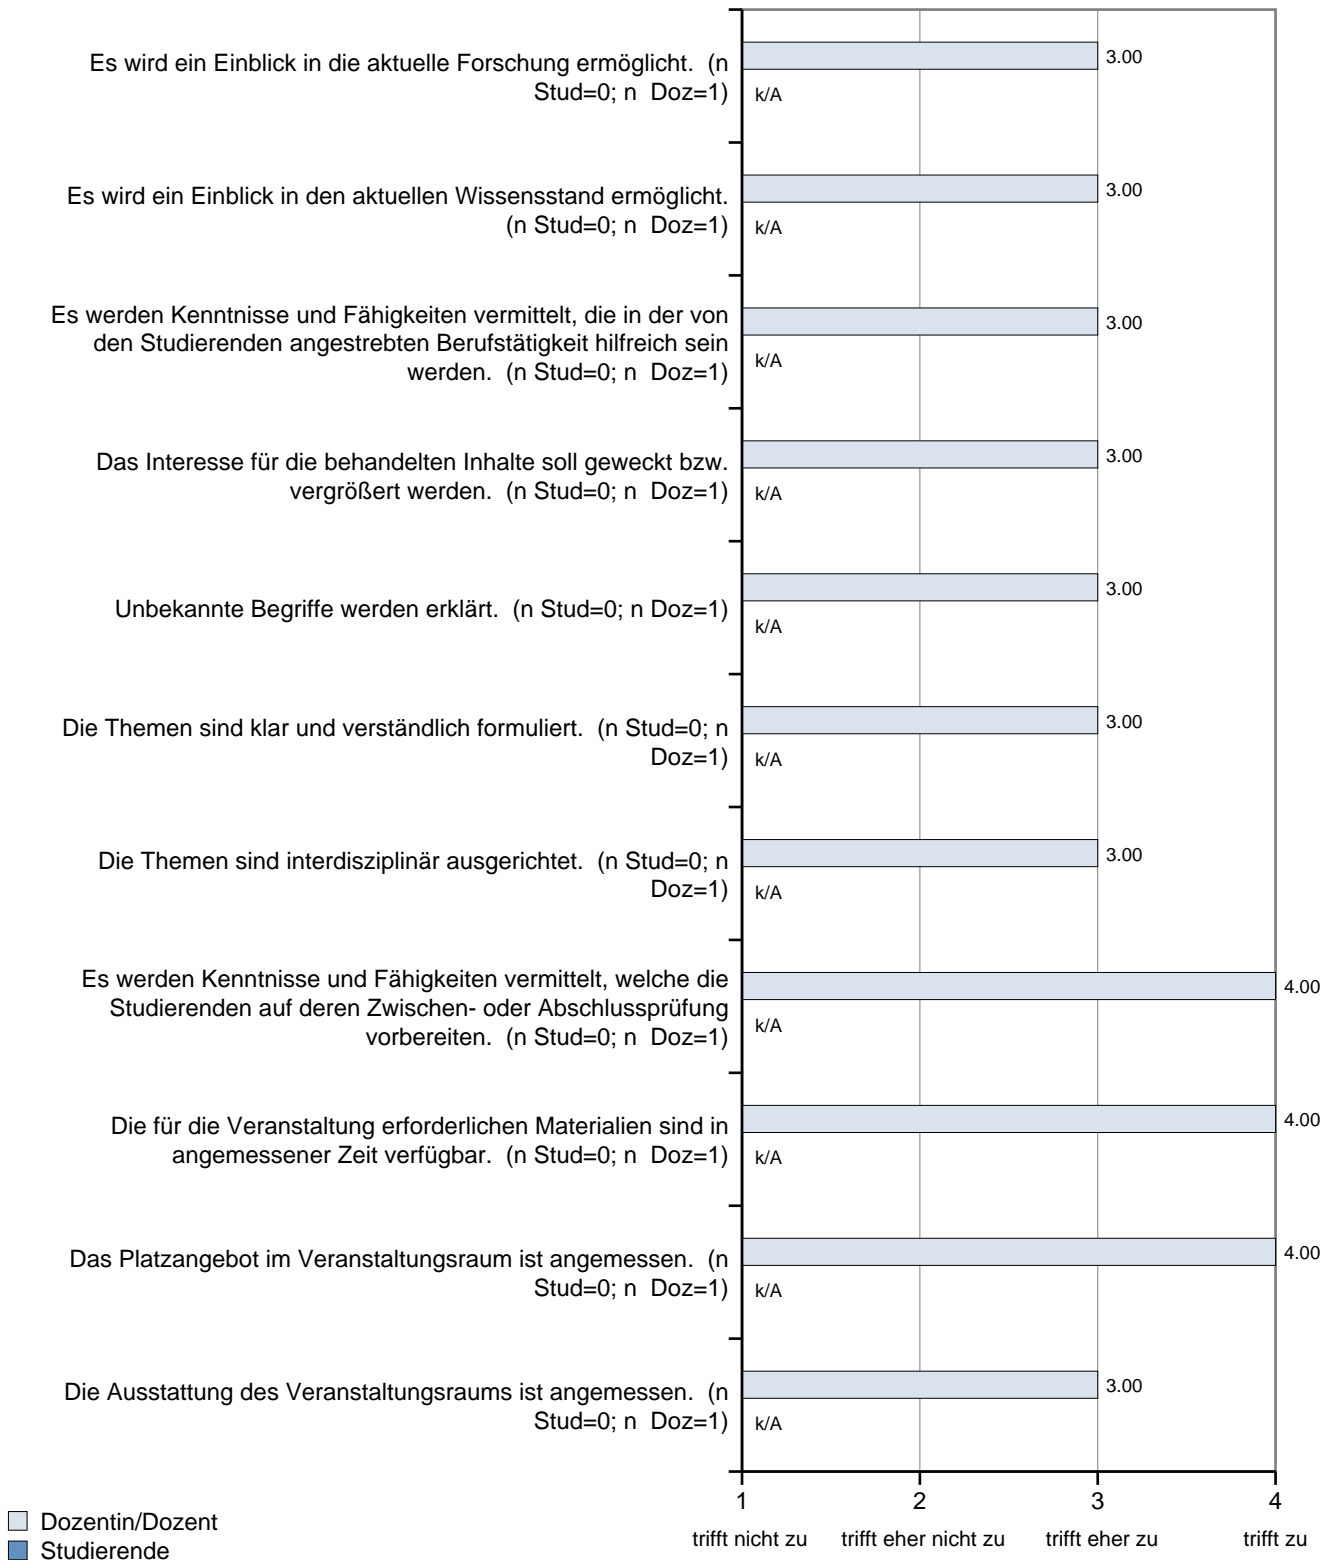 Es wird ein Einblick in die aktuelle Forschung ermöglicht.  (n
Stud=0; n  Doz=1)
3.00
k/A
Es wird ein Einblick in den aktuellen Wissensstand ermöglicht.
(n Stud=0; n  Doz=1)
3.00
k/A
Es werden Kenntnisse und Fähigkeiten vermittelt, die in der von
den Studierenden angestrebten Berufstätigkeit hilfreich sein
werden.  (n Stud=0; n  Doz=1)
3.00
k/A
Das Interesse für die behandelten Inhalte soll geweckt bzw.
vergrößert werden.  (n Stud=0; n  Doz=1)
3.00
k/A
Unbekannte Begriffe werden erklärt.  (n Stud=0; n Doz=1)
3.00
k/A
Die Themen sind klar und verständlich formuliert.  (n Stud=0; n
Doz=1)
3.00
k/A
Die Themen sind interdisziplinär ausgerichtet.  (n Stud=0; n
Doz=1)
3.00
k/A
Es werden Kenntnisse und Fähigkeiten vermittelt, welche die
Studierenden auf deren Zwischen- oder Abschlussprüfung
vorbereiten.  (n Stud=0; n  Doz=1)
4.00
k/A
Die für die Veranstaltung erforderlichen Materialien sind in
angemessener Zeit verfügbar.  (n Stud=0; n  Doz=1)
4.00
k/A
Das Platzangebot im Veranstaltungsraum ist angemessen.  (n
Stud=0; n  Doz=1)
4.00
k/A
Die Ausstattung des Veranstaltungsraums ist angemessen.  (n
Stud=0; n  Doz=1)
3.00
k/A
1 2 3 4
trifft nicht zu trifft eher nicht zu trifft eher zu trifft zu
Dozentin/Dozent
Studierende